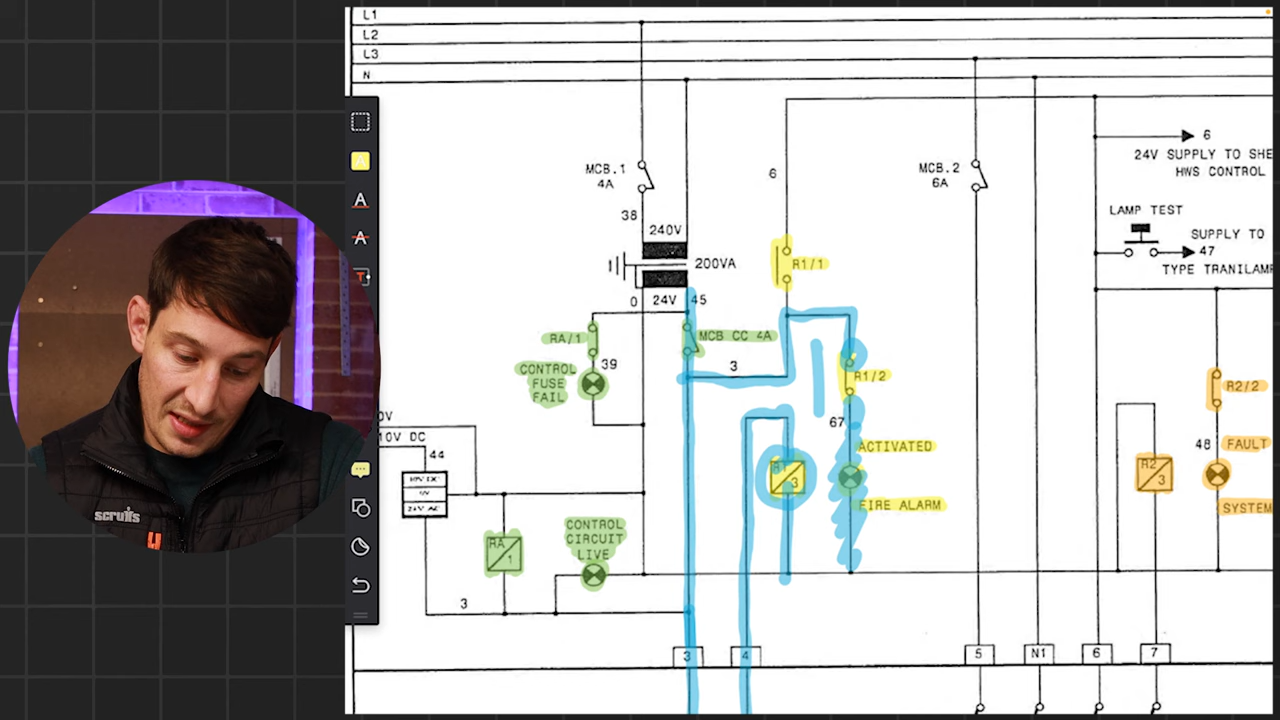 L1
L2
L3
N
6
24V SUPPLY TO SHE
HWS CONTROL
MCB.1
4A
6
MCB.2
6A
LAMP TEST
38
240V
SUPPLY TO
47
TYPE TRANILAMP
200VA
R1/1
0
24V
45
RA/1
MCB CC 4A
39
3
CONTROL
FUSE
FAIL
R1/2
R2/2
0V
10V DC
67
44
ACTIVATED
48
FAULT
R1
3
R2
3
10V DC
0V
24V AC
FIRE ALARM
SYSTEM
scruffs
CONTROL
CIRCUIT
LIVE
RA
1
3
3
4
5
N1
6
7